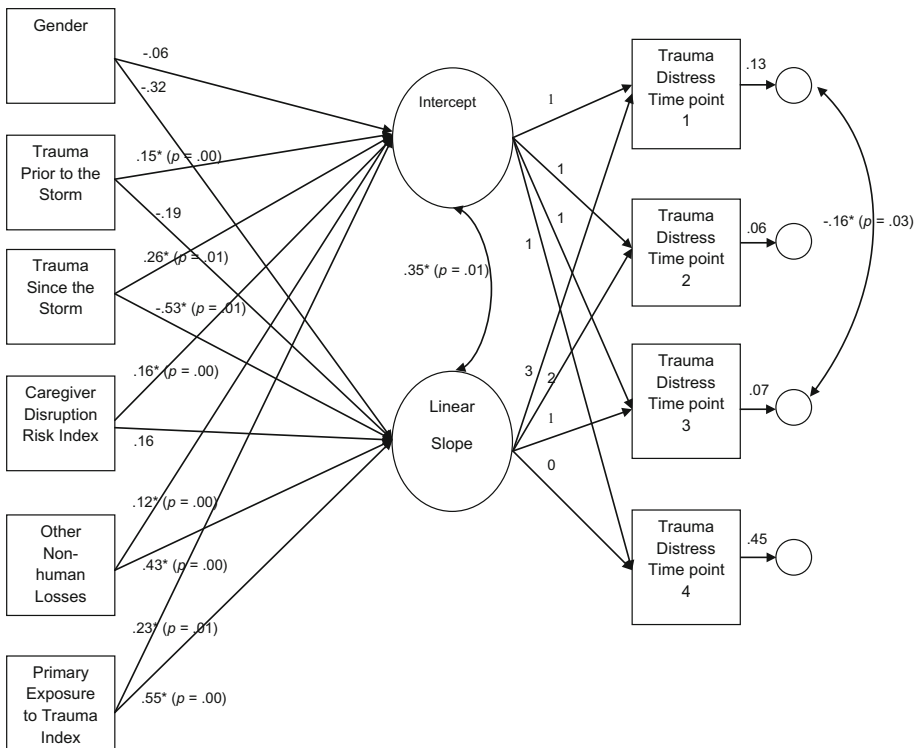 Gender
Trauma
Prior to the
Storm
Trauma
Since the
Storm
Caregiver
Disruption
Risk Index
Other
Non-
human
Losses
Primary
Exposure
to Trauma
Index
-.06
-.32
.15* (p = .00)
-.19
.26* (p = .01)
-.53* (p = .01)
.16* (p = .00)
.16
.12* (p = .00)
.43* (p = .00)
.23* (p = .01)
.55* (p = .00)
Intercept
.35* (p = .01)
Linear
Slope
1
1
1
1
3
2
1
0
Trauma
Distress
Time point
1
.13
Trauma
Distress
Time point
2
.06
Trauma
Distress
Time point
3
.07
Trauma
Distress
Time point
4
.45
-.16* (p = .03)